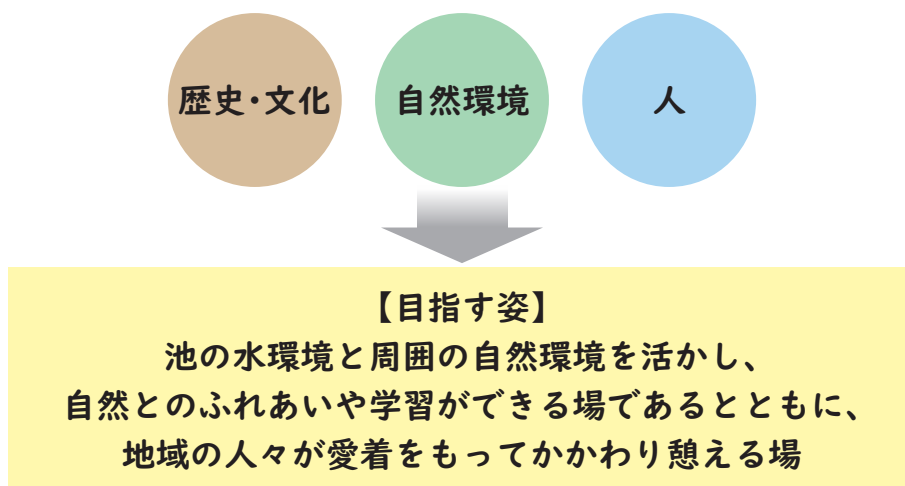 歴史・文化
自然環境
人
【目指す姿】
池の水環境と周囲の自然環境を活かし、
自然とのふれあいや学習ができる場であるとともに、
地域の人々が愛着をもってかかわり憩える場